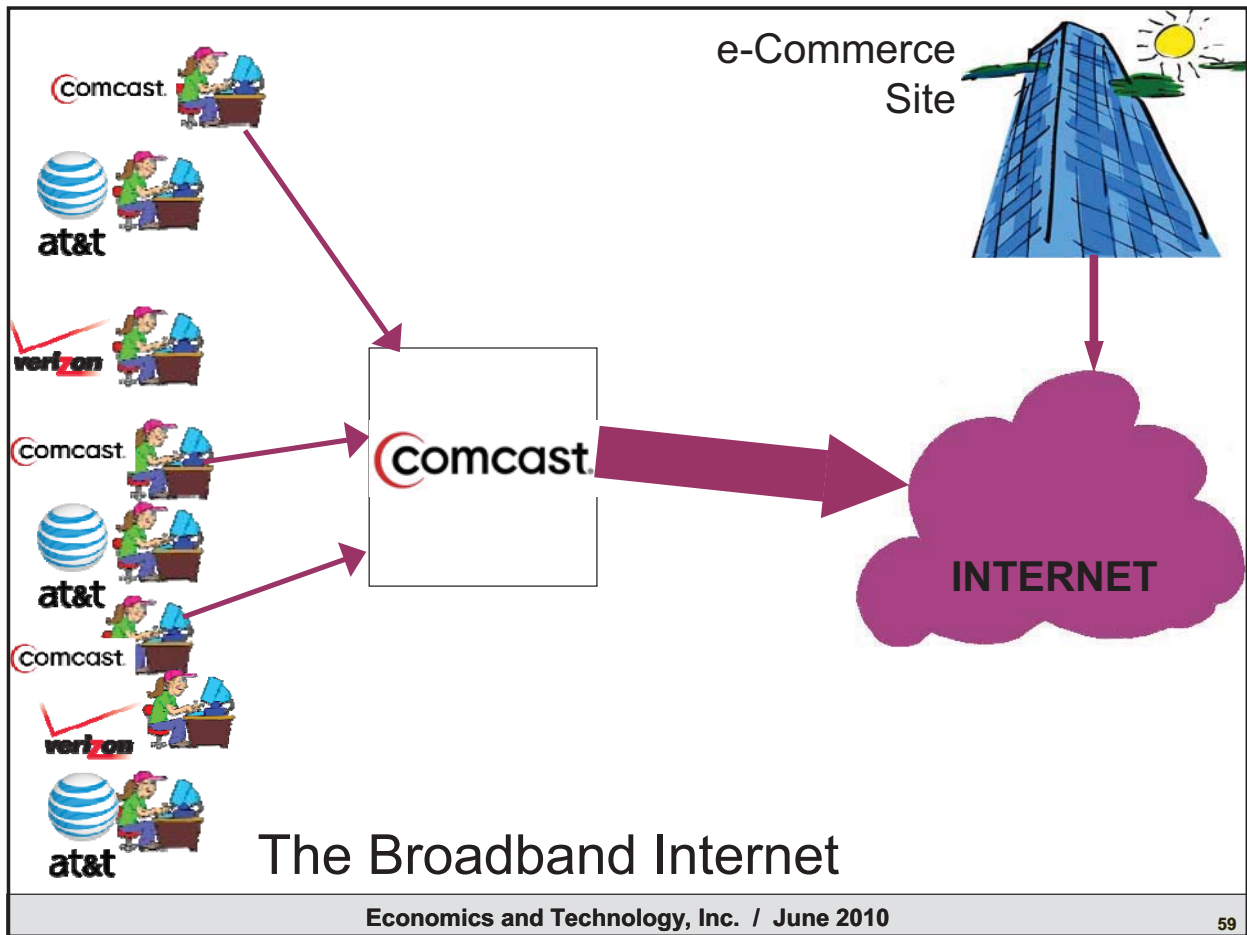 e-Commerce
Site
comcast.
at&t
verizon
comcast.
comcast.
at&t
INTERNET
comcast.
verizon
at&t
The Broadband Internet
Economics and Technology, Inc. / June 2010
59